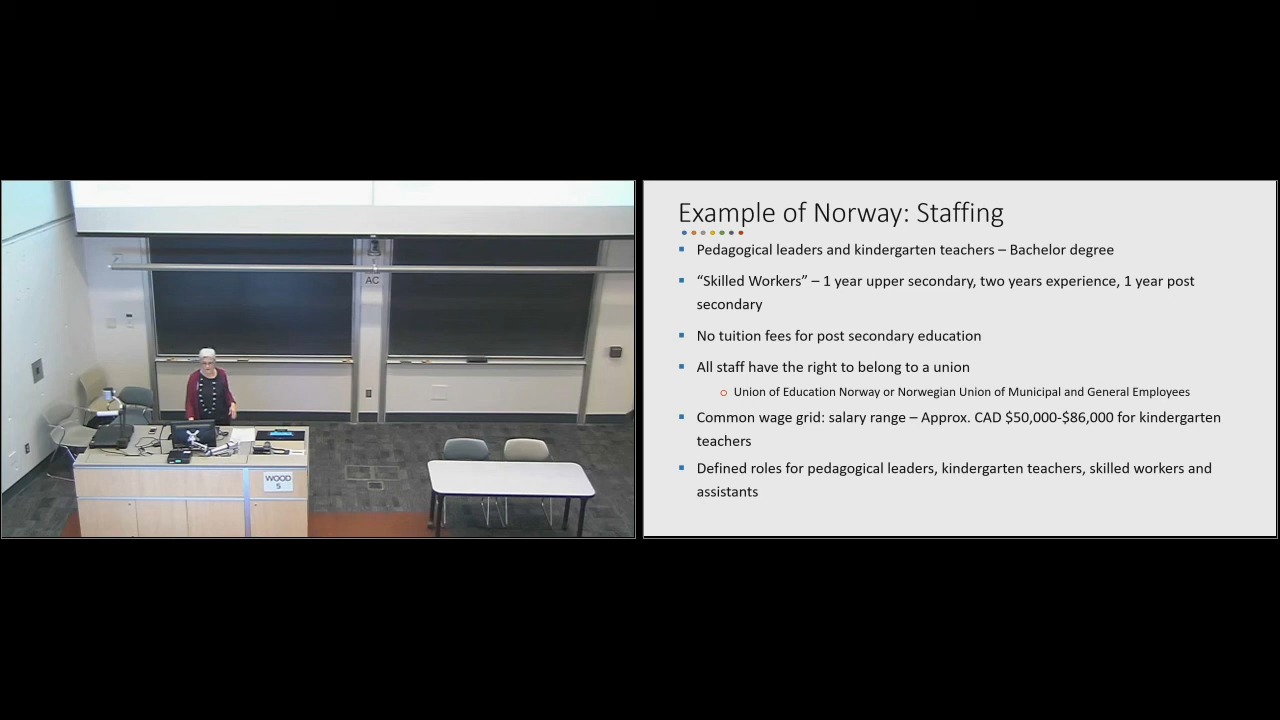 AC
WOOD
5
Example of Norway: Staffing
Pedagogical leaders and kindergarten teachers – Bachelor degree
“Skilled Workers” – 1 year upper secondary, two years experience, 1 year post
secondary
No tuition fees for post secondary education
All staff have the right to belong to a union
Union of Education Norway or Norwegian Union of Municipal and General Employees
Common wage grid: salary range – Approx. CAD $50,000-$86,000 for kindergarten
teachers
Defined roles for pedagogical leaders, kindergarten teachers, skilled workers and
assistants